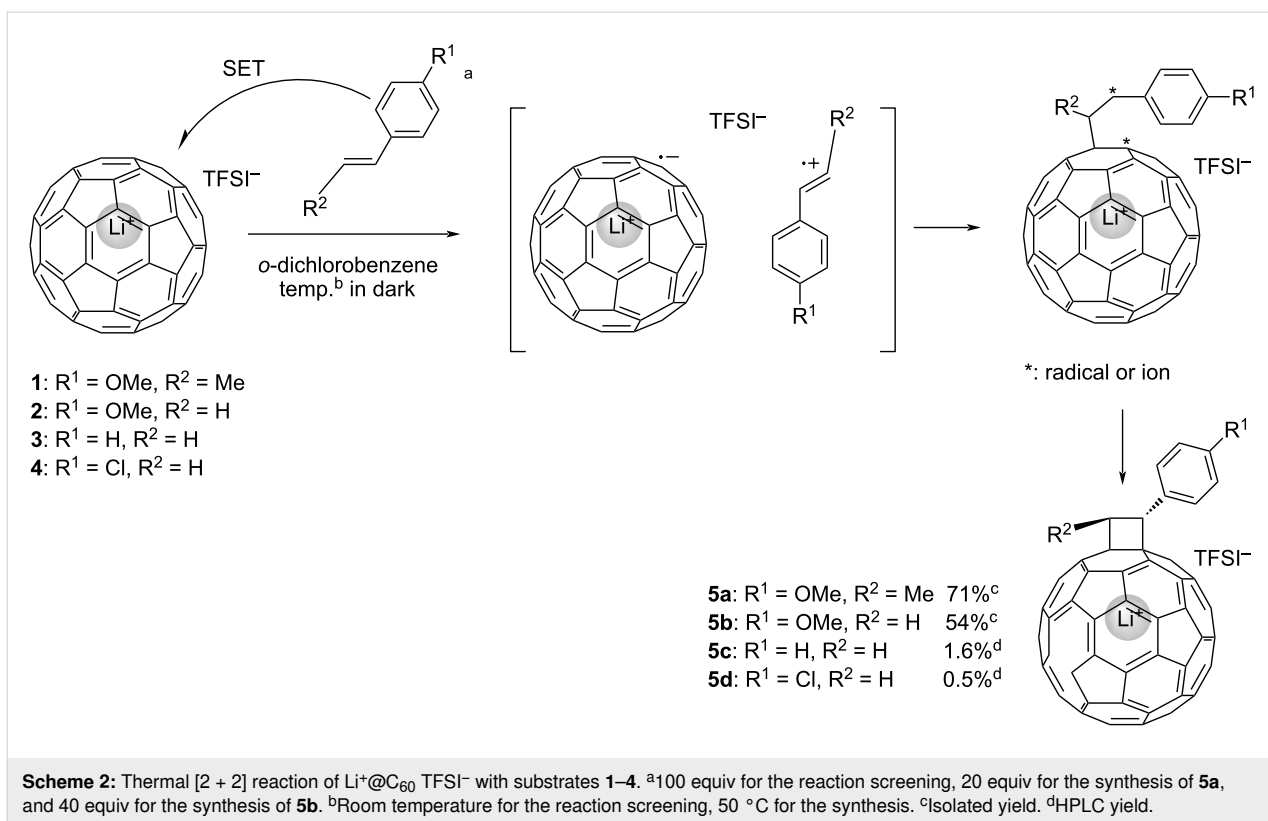 SET
R¹
a
R²
TFSI⁻
Li⁺
o-dichlorobenzene
temp.ᵇ in dark
TFSI⁻
R²
•−
•+
Li⁺
R¹
R²
*
R¹
*
TFSI⁻
Li⁺
*: radical or ion
1: R¹ = OMe, R² = Me
2: R¹ = OMe, R² = H
3: R¹ = H, R² = H
4: R¹ = Cl, R² = H
R¹
R²
TFSI⁻
Li⁺
5a: R¹ = OMe, R² = Me 71%ᶜ
5b: R¹ = OMe, R² = H 54%ᶜ
5c: R¹ = H, R² = H 1.6%ᵈ
5d: R¹ = Cl, R² = H 0.5%ᵈ
Scheme 2: Thermal [2 + 2] reaction of Li⁺@C₆₀ TFSI⁻ with substrates 1–4. ᵃ100 equiv for the reaction screening, 20 equiv for the synthesis of 5a,
and 40 equiv for the synthesis of 5b. ᵇRoom temperature for the reaction screening, 50 °C for the synthesis. ᶜIsolated yield. ᵈHPLC yield.